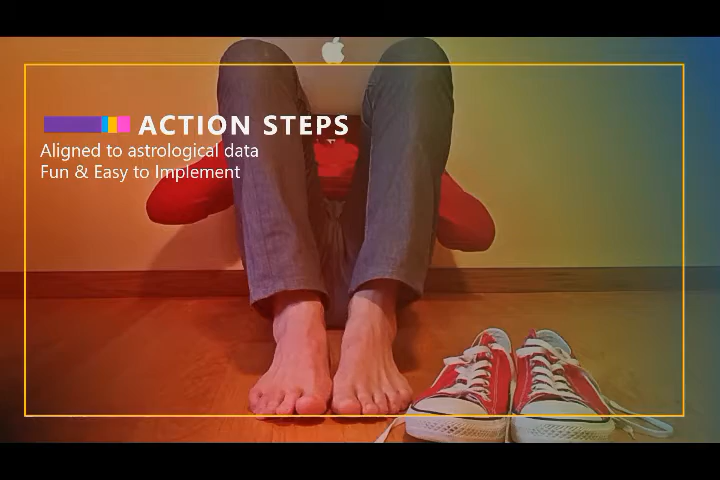 ACTION STEPS
Aligned to astrological data
Fun & Easy to Implement